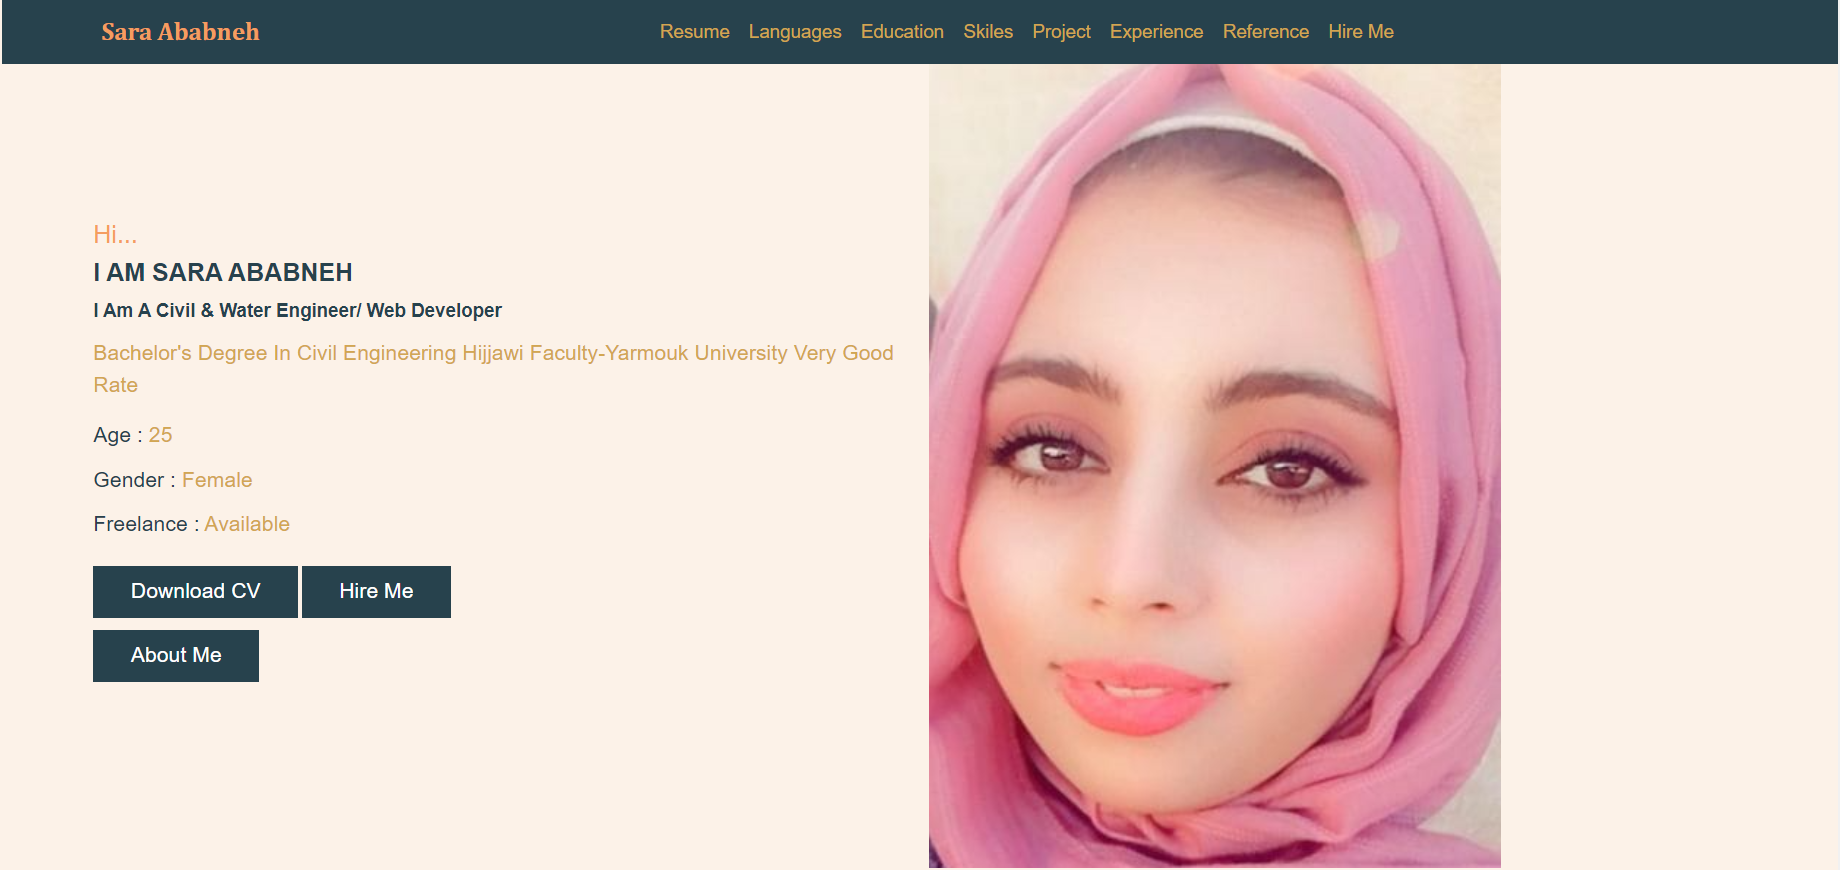 Sara Ababneh
Resume Languages Education Skiles Project Experience Reference Hire Me
Hi...
I AM SARA ABABNEH
I Am A Civil & Water Engineer/ Web Developer
Bachelor's Degree In Civil Engineering Hijjawi Faculty-Yarmouk University Very Good
Rate
Age : 25
Gender : Female
Freelance : Available
Download CV Hire Me
About Me